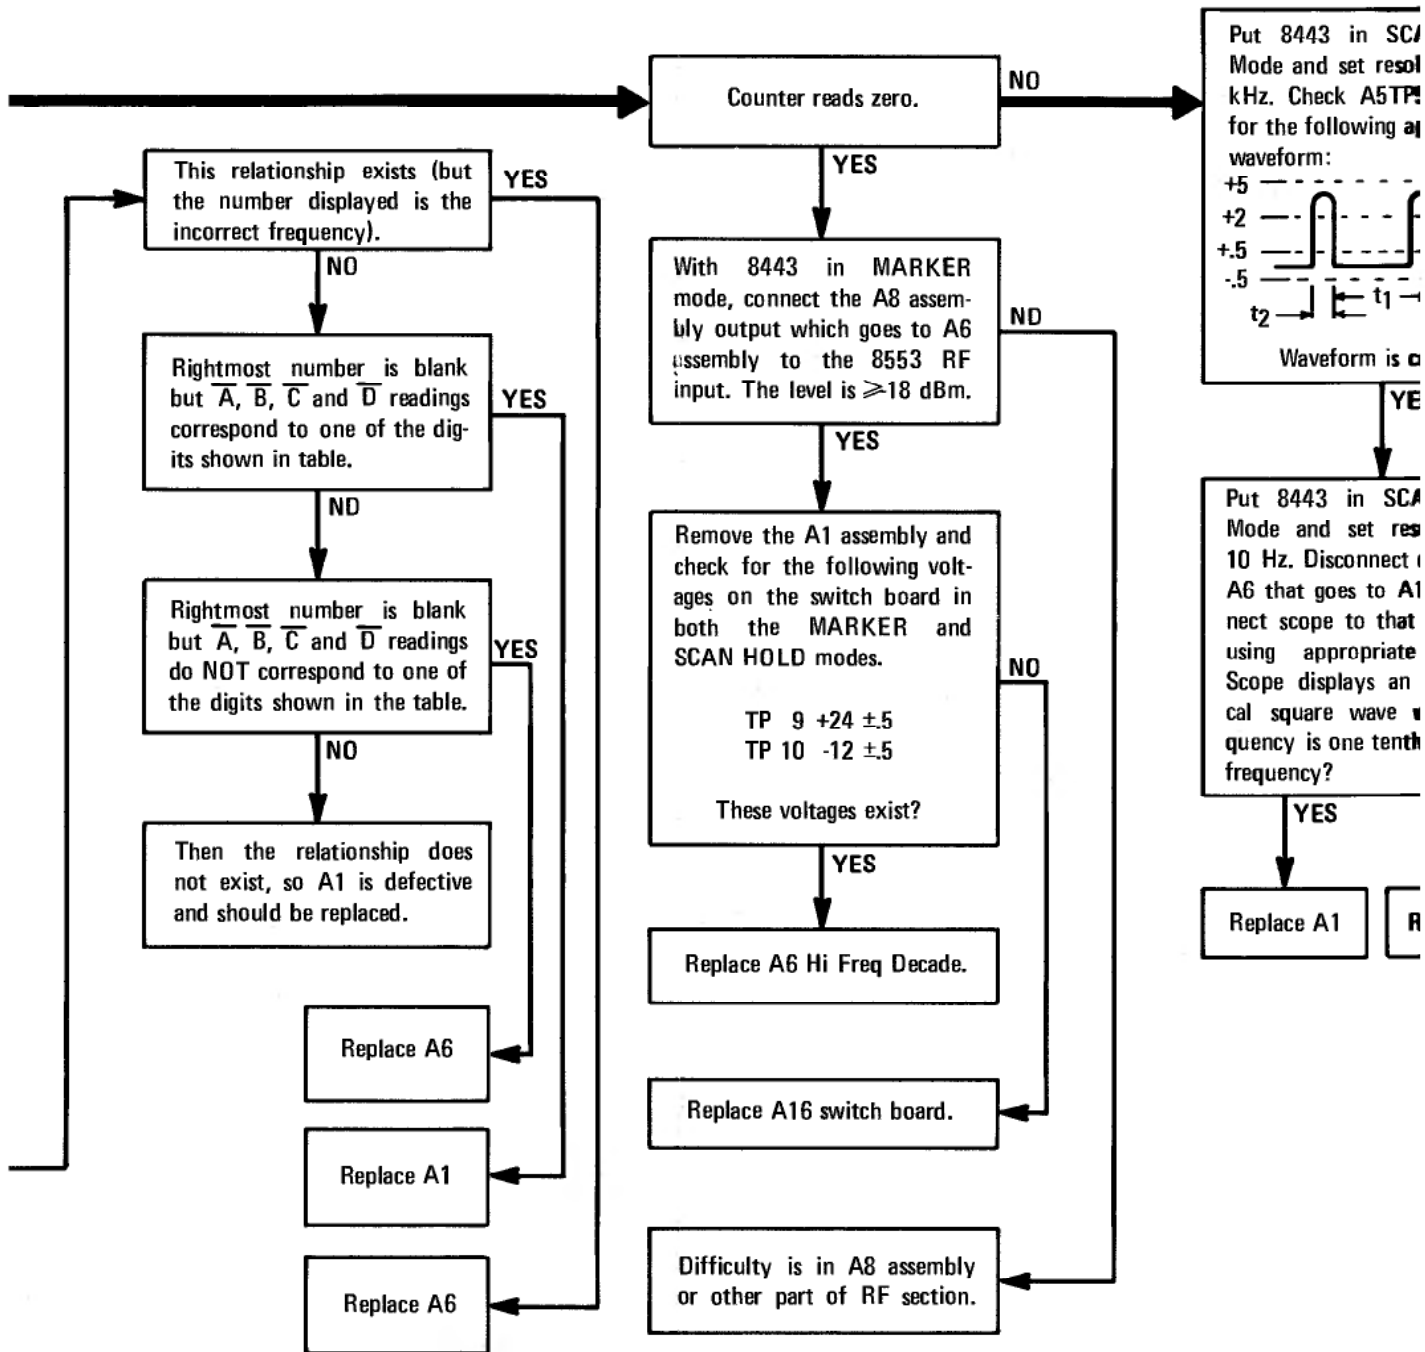 This relationship exists (but
the number displayed is the
incorrect frequency).
YES
NO
Rightmost number is blank
but A̅, B̅, C̅ and D̅ readings
correspond to one of the dig-
its shown in table.
YES
ND
Rightmost number is blank
but A̅, B̅, C̅ and D̅ readings
do NOT correspond to one of
the digits shown in the table.
YES
NO
Then the relationship does
not exist, so A1 is defective
and should be replaced.
Replace A6
Replace A1
Replace A6
Counter reads zero.
NO
YES
With 8443 in MARKER
mode, connect the A8 assem-
bly output which goes to A6
assembly to the 8553 RF
input. The level is ⩾-18 dBm.
ND
YES
Remove the A1 assembly and
check for the following volt-
ages on the switch board in
both the MARKER and
SCAN HOLD modes.
TP 9 +24 ±.5
TP 10 -12 ±.5
These voltages exist?
NO
YES
Replace A6 Hi Freq Decade.
Replace A16 switch board.
Difficulty is in A8 assembly
or other part of RF section.
Put 8443 in
Mode and set
kHz. Check
for the following
waveform:
+5
+2
+.5
-.5
t2
t1
Waveform is
Put 8443 in
Mode and set
10 Hz. Disconnect
A6 that goes to
nect scope to that
using appropriate
Scope displays an
cal square wave
quency is one
frequency?
YES
Replace A1